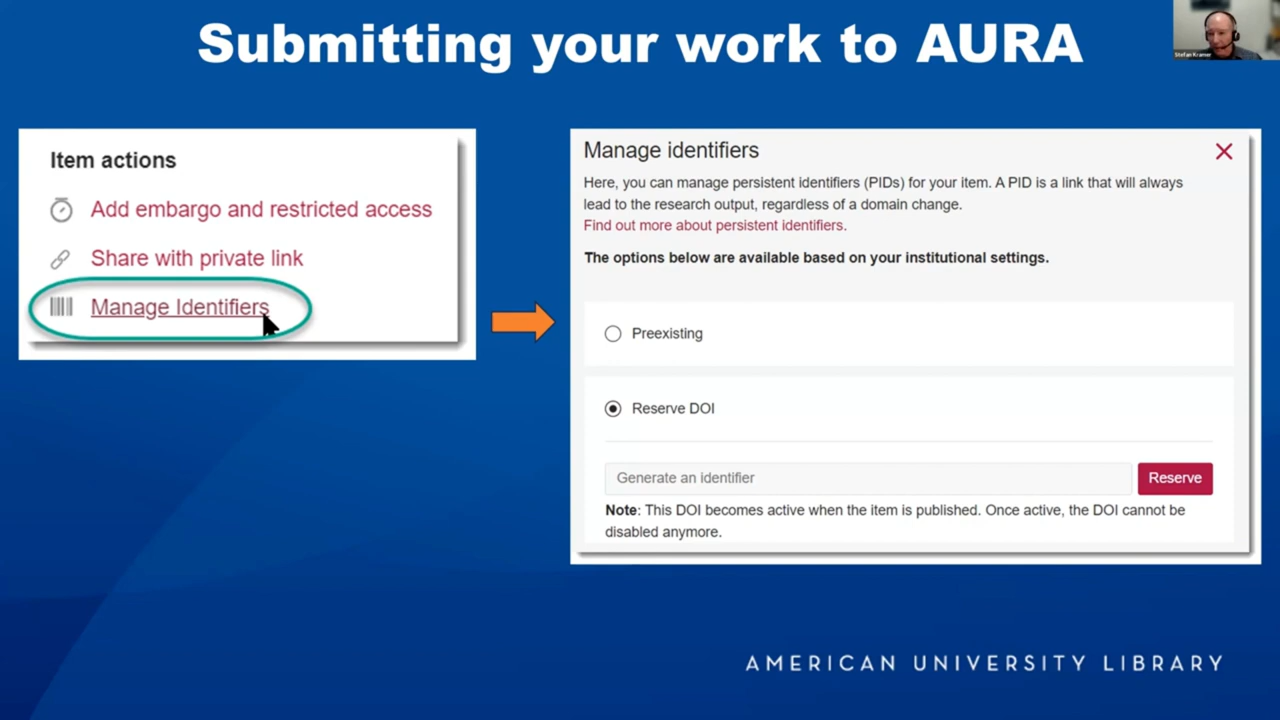 Submitting your work to AURA
Stefan Kramer
Item actions
Add embargo and restricted access
Share with private link
Manage Identifiers
Manage identifiers
Here, you can manage persistent identifiers (PIDs) for your item. A PID is a link that will always
lead to the research output, regardless of a domain change.
Find out more about persistent identifiers.
The options below are available based on your institutional settings.
Preexisting
Reserve DOI
Generate an identifier
Reserve
Note: This DOI becomes active when the item is published. Once active, the DOI cannot be
disabled anymore.
AMERICAN UNIVERSITY LIBRARY